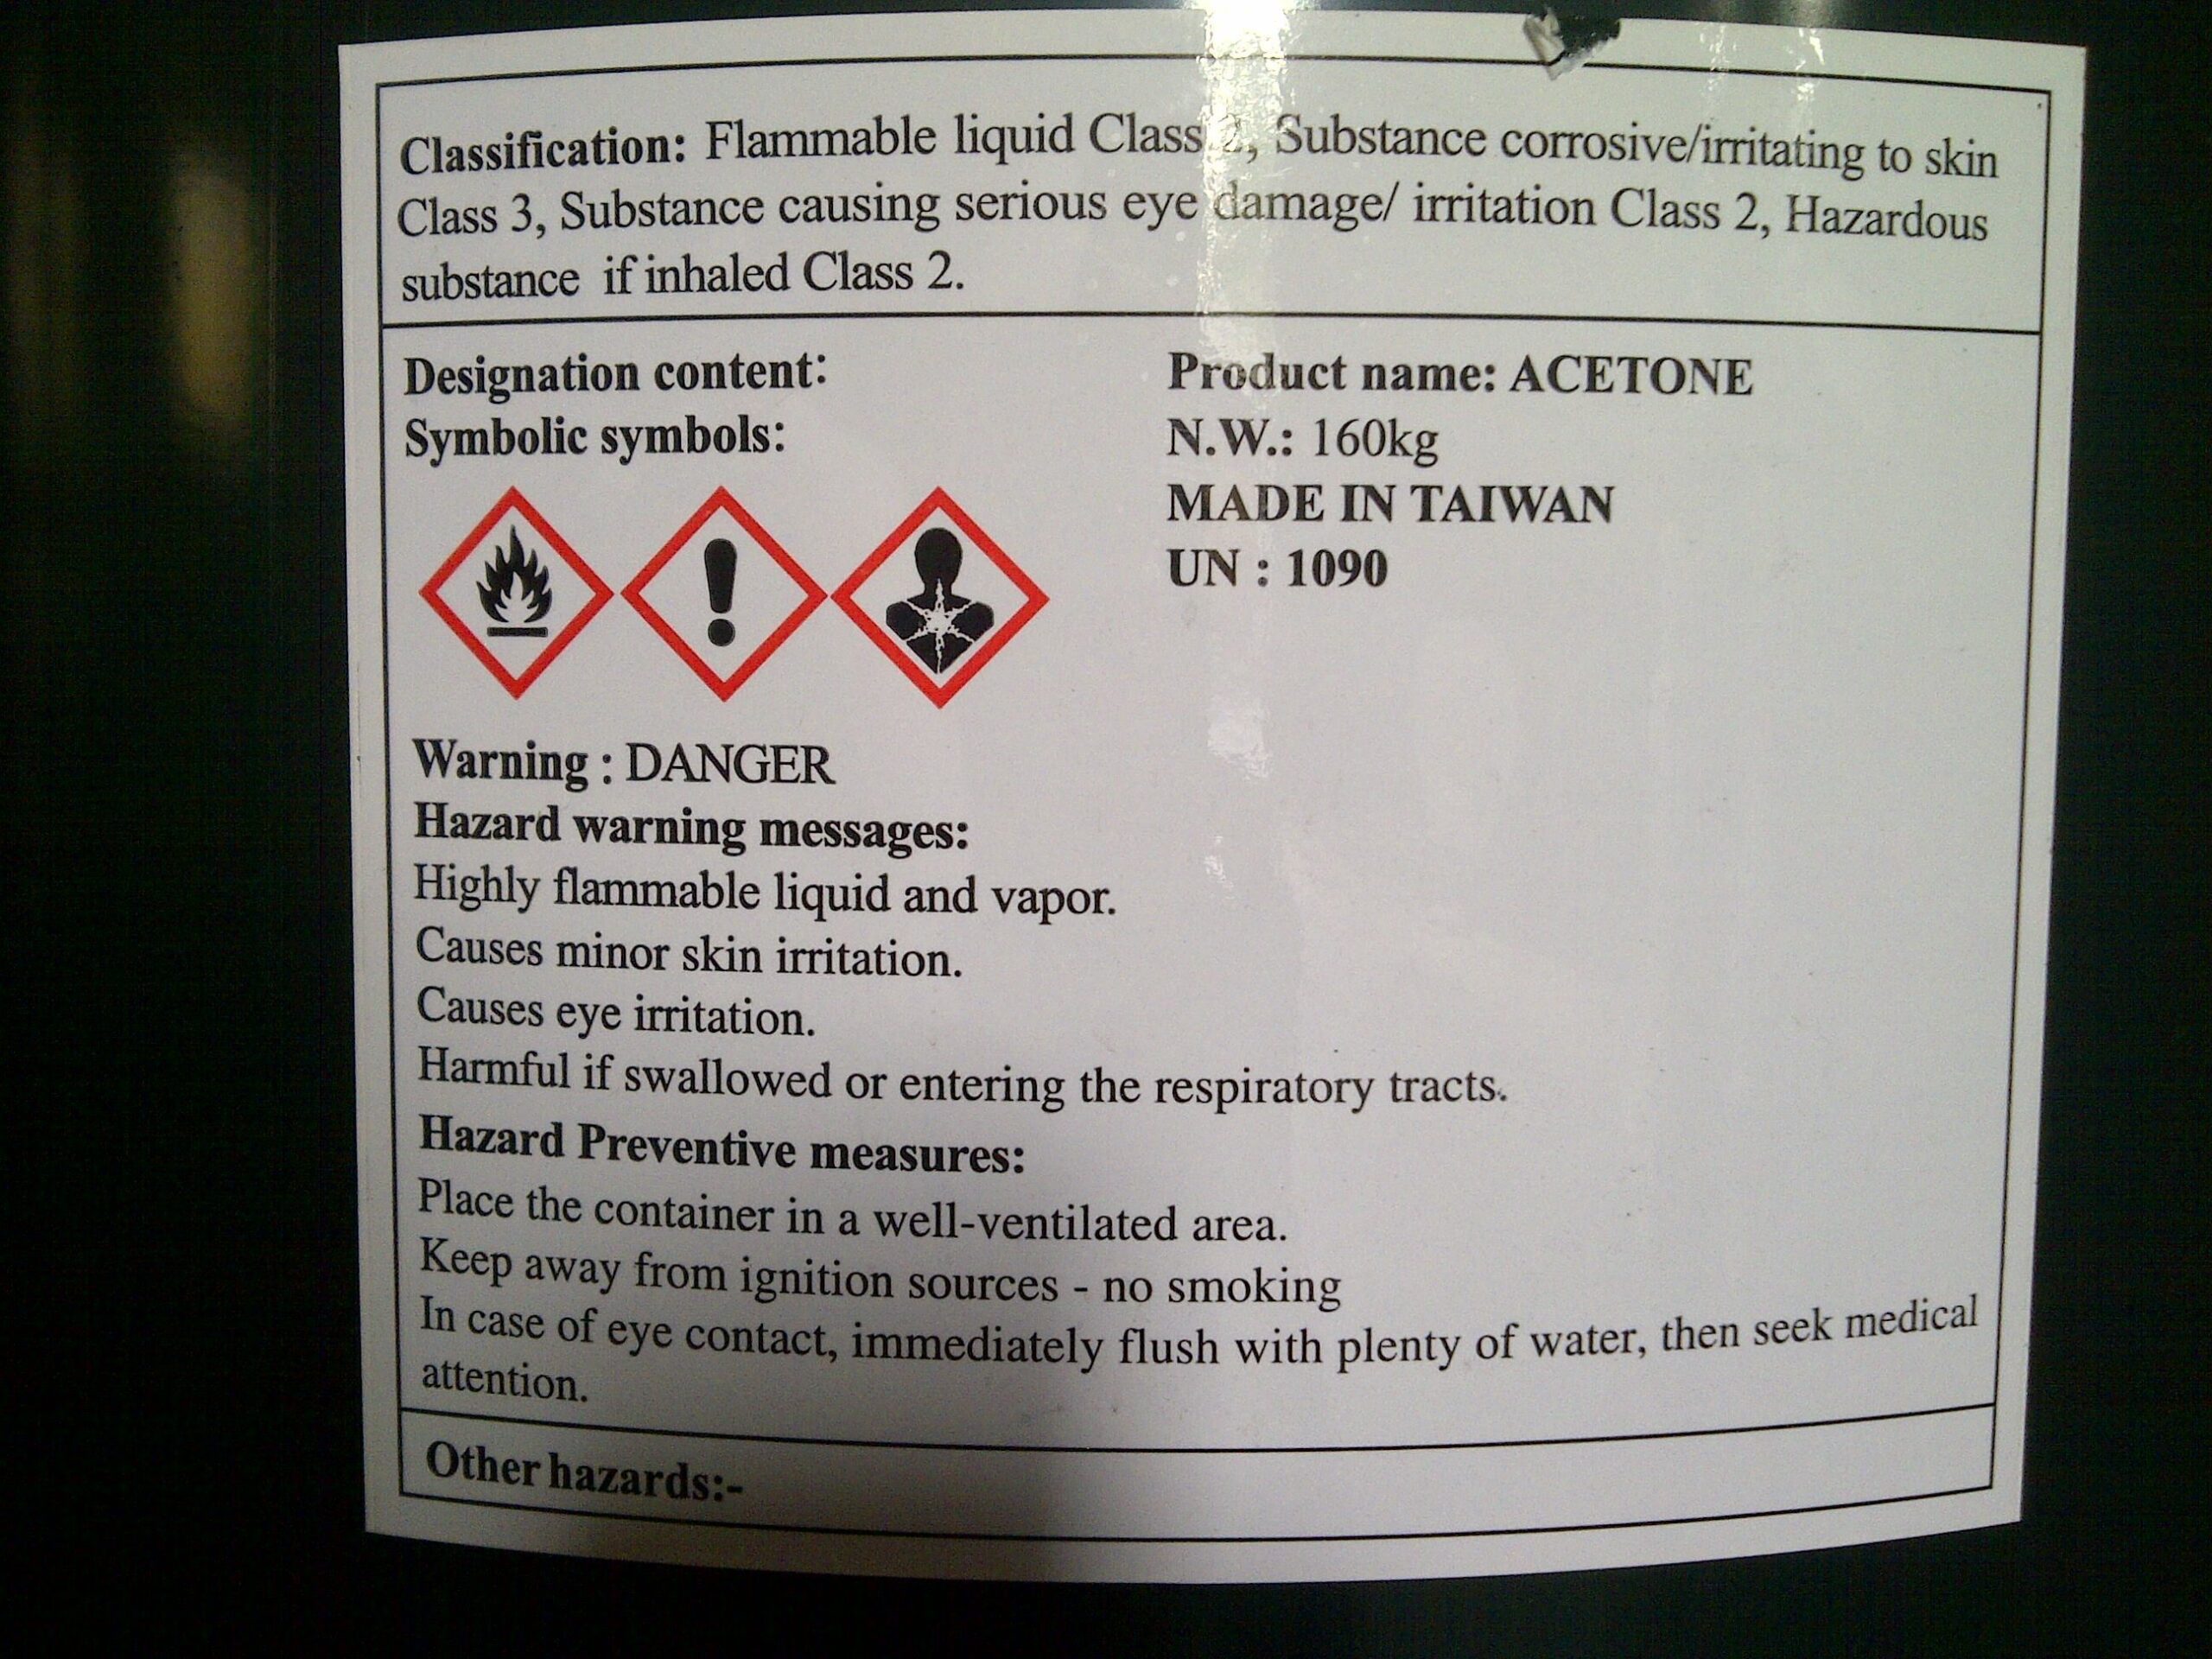 Classification: Flammable liquid Class 2, Substance corrosive/irritating to skin
Class 3, Substance causing serious eye damage/ irritation Class 2, Hazardous
substance if inhaled Class 2.
Designation content:
Symbolic symbols:
Product name: ACETONE
N.W.: 160kg
MADE IN TAIWAN
UN : 1090
Warning : DANGER
Hazard warning messages:
Highly flammable liquid and vapor.
Causes minor skin irritation.
Causes eye irritation.
Harmful if swallowed or entering the respiratory tracts.
Hazard Preventive measures:
Place the container in a well-ventilated area.
Keep away from ignition sources - no smoking
In case of eye contact, immediately flush with plenty of water, then seek medical
attention.
Other hazards:-